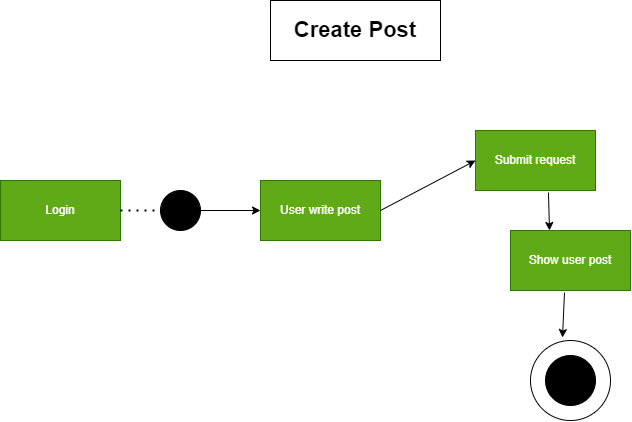 Create Post
Submit request
Login
User write post
Show user post